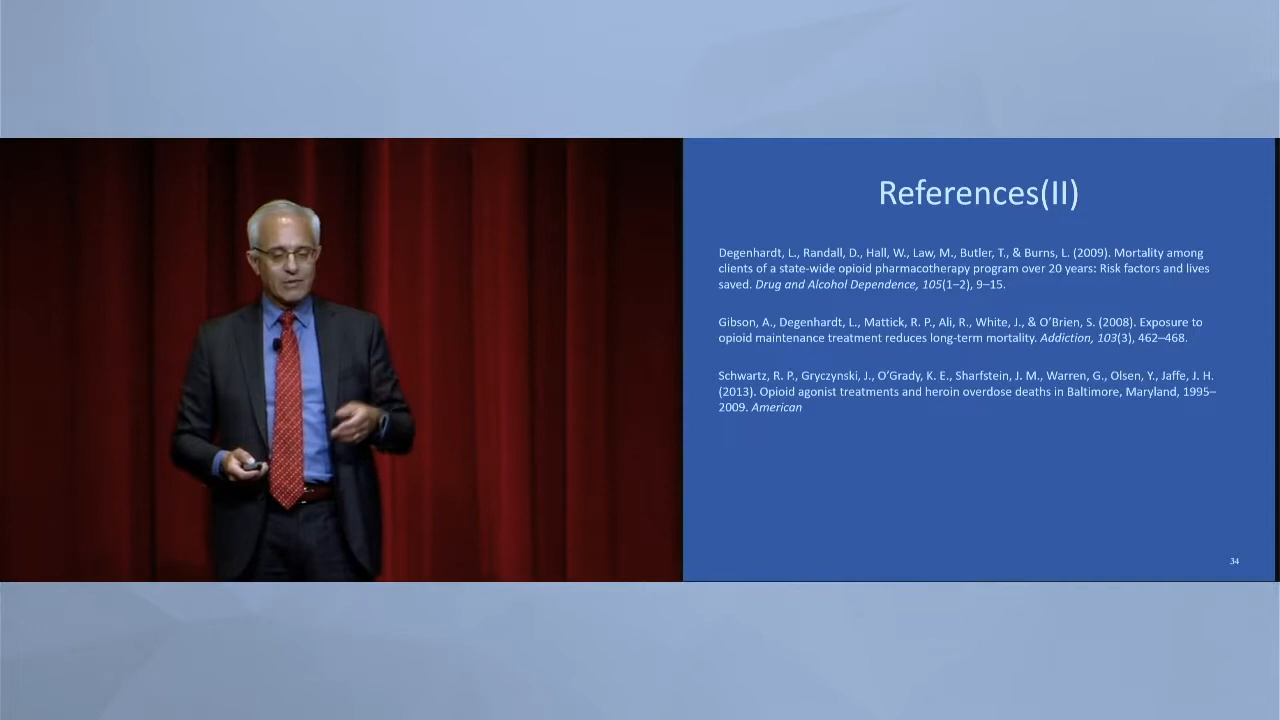 References(II)
Degenhardt, L., Randall, D., Hall, W., Law, M., Butler, T., & Burns, L. (2009). Mortality among
clients of a state-wide opioid pharmacotherapy program over 20 years: Risk factors and lives
saved. Drug and Alcohol Dependence, 105(1–2), 9–15.
Gibson, A., Degenhardt, L., Mattick, R. P., Ali, R., White, J., & O’Brien, S. (2008). Exposure to
opioid maintenance treatment reduces long-term mortality. Addiction, 103(3), 462–468.
Schwartz, R. P., Gryczynski, J., O’Grady, K. E., Sharfstein, J. M., Warren, G., Olsen, Y., Jaffe, J. H.
(2013). Opioid agonist treatments and heroin overdose deaths in Baltimore, Maryland, 1995–
2009. American
34